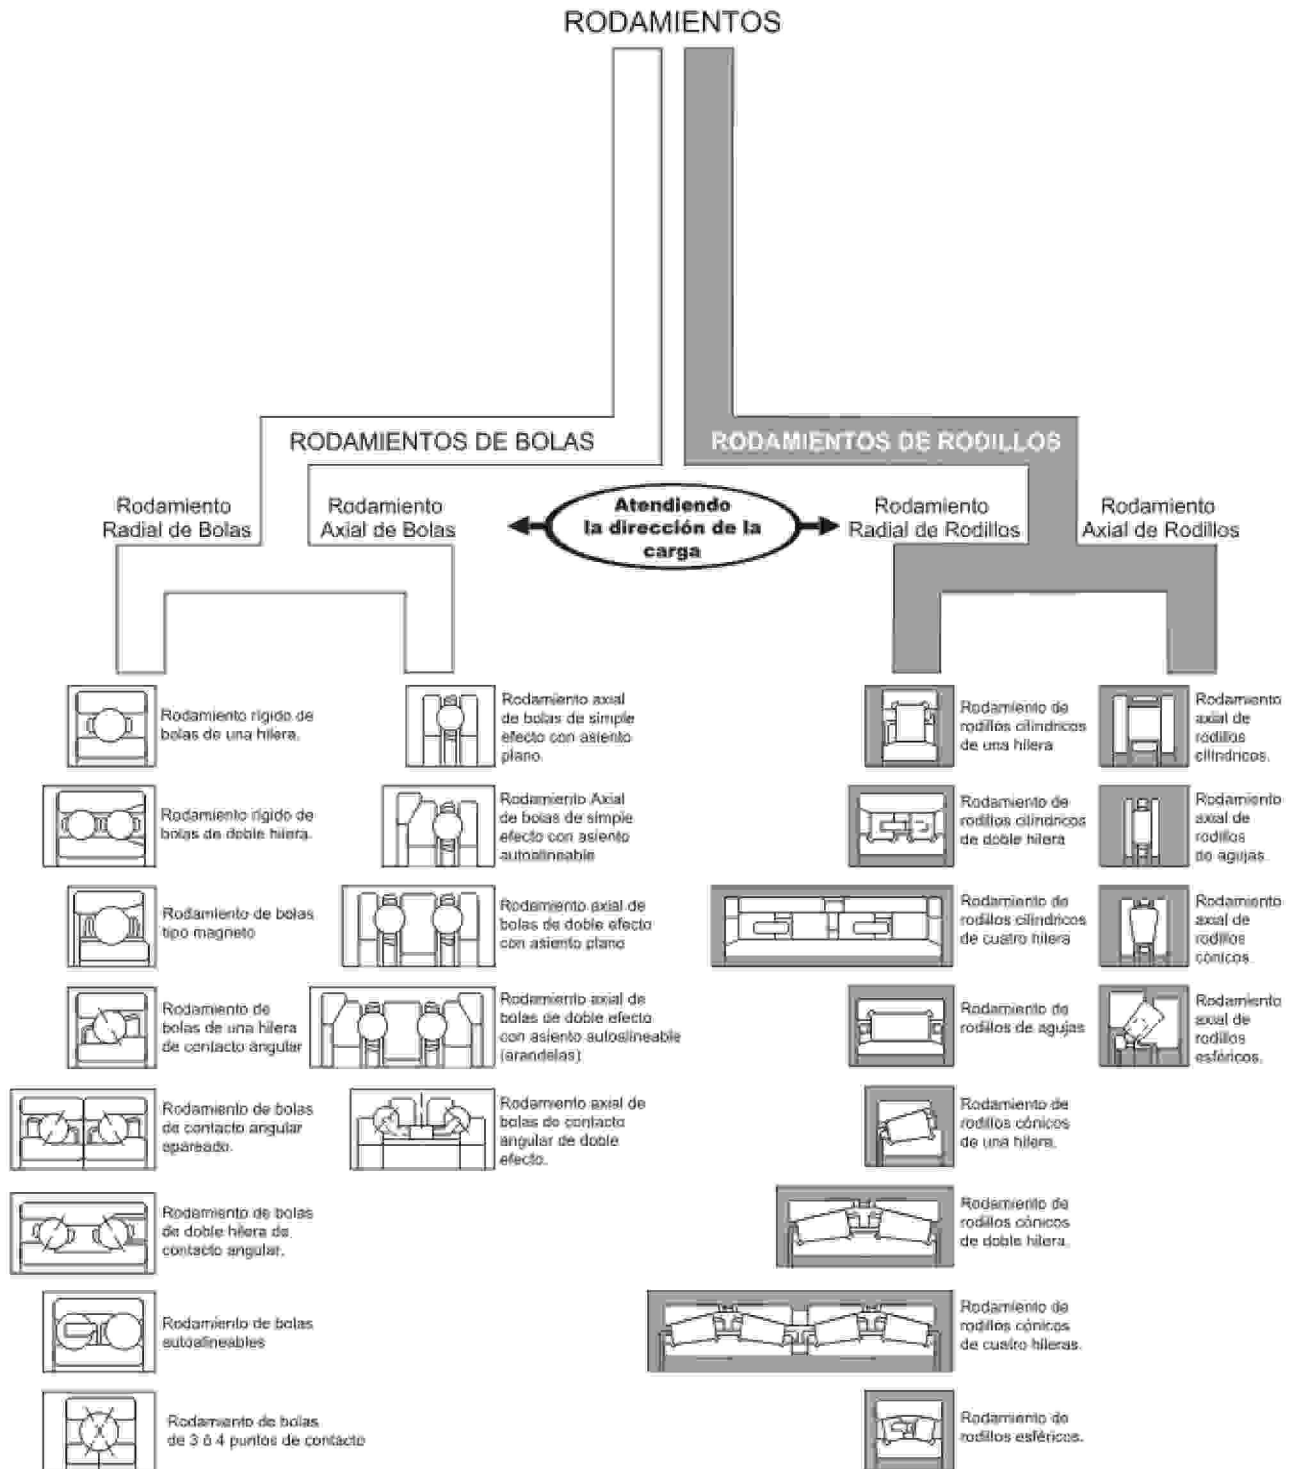 RODAMIENTOS
RODAMIENTOS DE BOLAS
RODAMIENTOS DE RODILLOS
Rodamiento
Radial de Bolas
Rodamiento
Axial de Bolas
Atendiendo
la dirección de la
carga
Rodamiento
Radial de Rodillos
Rodamiento
Axial de Rodillos
Rodamiento rígido de
bolas de una hilera.
Rodamiento rígido de
bolas de doble hilera.
Rodamiento de bolas
tipo magneto
Rodamiento de
bolas de una hilera
de contacto angular
Rodamiento de bolas
de contacto angular
apareado.
Rodamiento de bolas
de doble hilera de
contacto angular.
Rodamiento de bolas
autoalineables
Rodamiento de bolas
de 3 ó 4 puntos de contacto
Rodamiento axial
de bolas de simple
efecto con asiento
plano.
Rodamiento Axial
de bolas de simple
efecto con asiento
autoalineable
Rodamiento axial de
bolas de doble efecto
con asiento plano
Rodamiento axial de
bolas de doble efecto
con asiento autoalineable
(arandelas)
Rodamiento axial de
bolas de contacto
angular de doble
efecto.
Rodamiento de
rodillos cilíndricos
de una hilera
Rodamiento de
rodillos cilíndricos
de doble hilera
Rodamiento de
rodillos cilíndricos
de cuatro hilera
Rodamiento de
rodillos de agujas
Rodamiento de
rodillos cónicos
de una hilera.
Rodamiento de
rodillos cónicos
de doble hilera
Rodamiento de
rodillos cónicos
de cuatro hileras.
Rodamiento de
rodillos esféricos.
Rodamiento
axial de
rodillos
cilíndricos.
Rodamiento
axial de
rodillos
de agujas.
Rodamiento
axial de
rodillos
cónicos
Rodamiento
axial de
rodillos
esféricos.